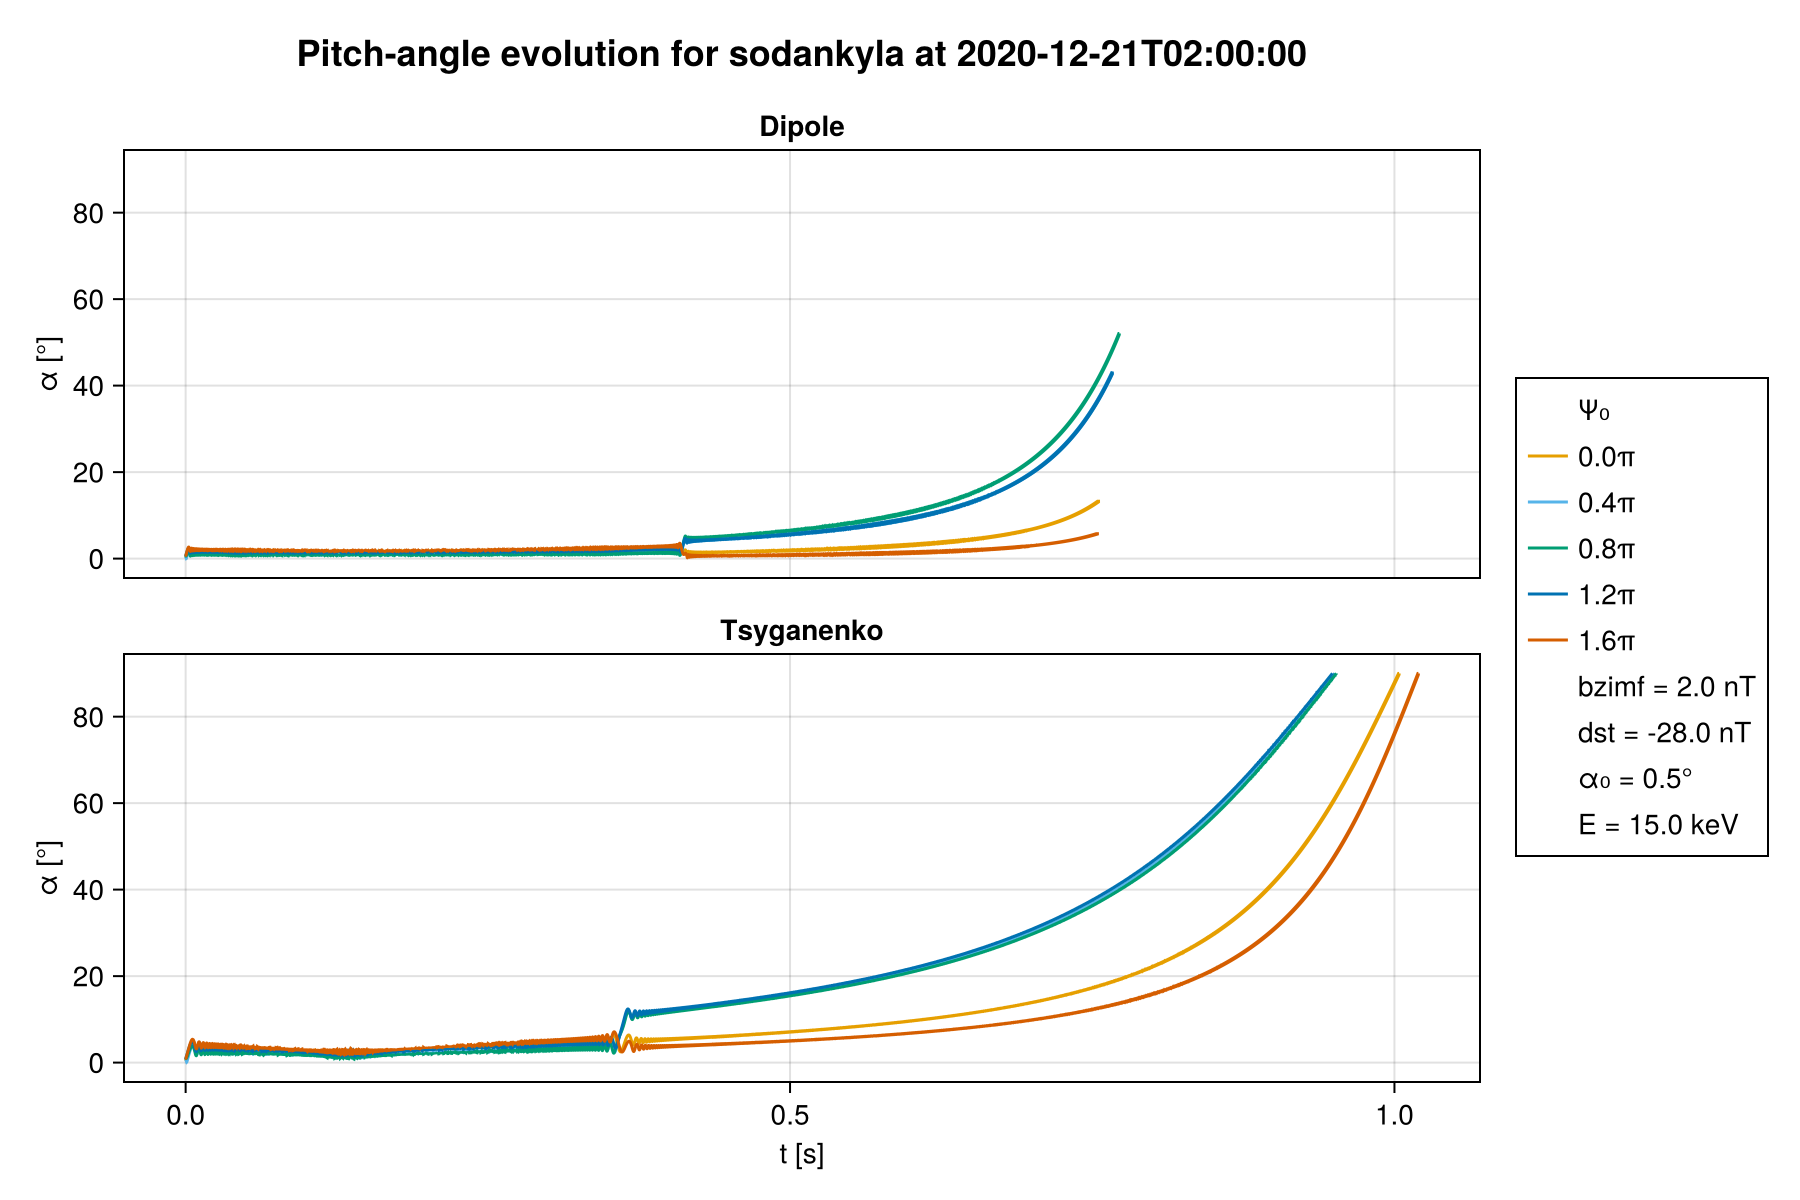 Pitch-angle evolution for sodankyla at 2020-12-21T02:00:00
Dipole
80
60
40
20
0
α [°]
Tsyganenko
80
60
40
20
0
α [°]
0.0
0.5
1.0
t [s]
Ψ₀
0.0π
0.4π
0.8π
1.2π
1.6π
bzimf = 2.0 nT
dst = -28.0 nT
α₀ = 0.5°
E = 15.0 keV